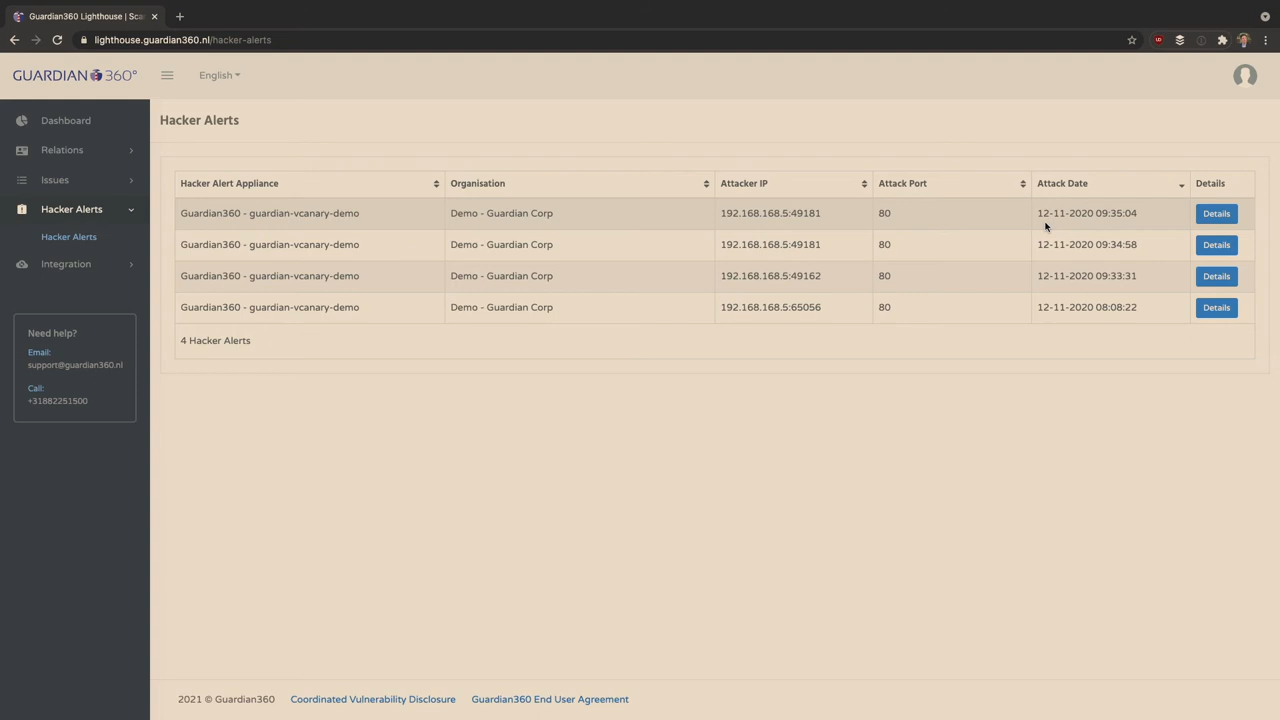 Guardian360 Lighthouse | Sca
lighthouse.guardian360.nl/hacker-alerts
GUARDIAN 360°
English
Dashboard
Relations
Issues
Hacker Alerts
Hacker Alerts
Integration
Need help?
Email:
support@guardian360.nl
Call:
+31882251500
Hacker Alerts
Hacker Alert Appliance Organisation Attacker IP Attack Port Attack Date Details
Guardian360 - guardian-vcanary-demo Demo - Guardian Corp 192.168.168.5:49181 80 12-11-2020 09:35:04 Details
Guardian360 - guardian-vcanary-demo Demo - Guardian Corp 192.168.168.5:49181 80 12-11-2020 09:34:58 Details
Guardian360 - guardian-vcanary-demo Demo - Guardian Corp 192.168.168.5:49162 80 12-11-2020 09:33:31 Details
Guardian360 - guardian-vcanary-demo Demo - Guardian Corp 192.168.168.5:65056 80 12-11-2020 08:08:22 Details
4 Hacker Alerts
2021 © Guardian360 Coordinated Vulnerability Disclosure Guardian360 End User Agreement